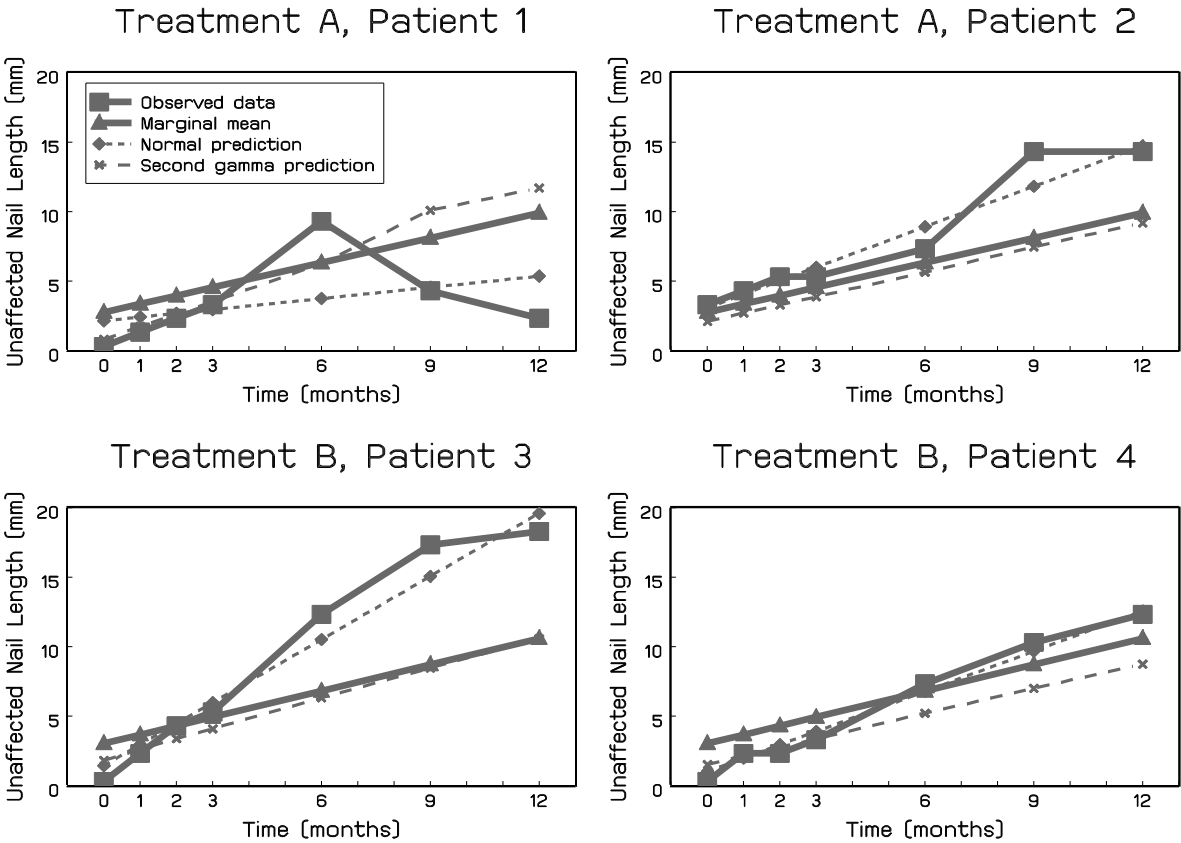 Treatment A, Patient 1
Unaffected Nail Length (mm)
20
15
10
5
0
Observed data
Marginal mean
Normal prediction
Second gamma prediction
0 1 2 3 6 9 12
Time (months)
Treatment A, Patient 2
Unaffected Nail Length (mm)
20
15
10
5
0
0 1 2 3 6 9 12
Time (months)
Treatment B, Patient 3
Unaffected Nail Length (mm)
20
15
10
5
0
0 1 2 3 6 9 12
Time (months)
Treatment B, Patient 4
Unaffected Nail Length (mm)
20
15
10
5
0
0 1 2 3 6 9 12
Time (months)